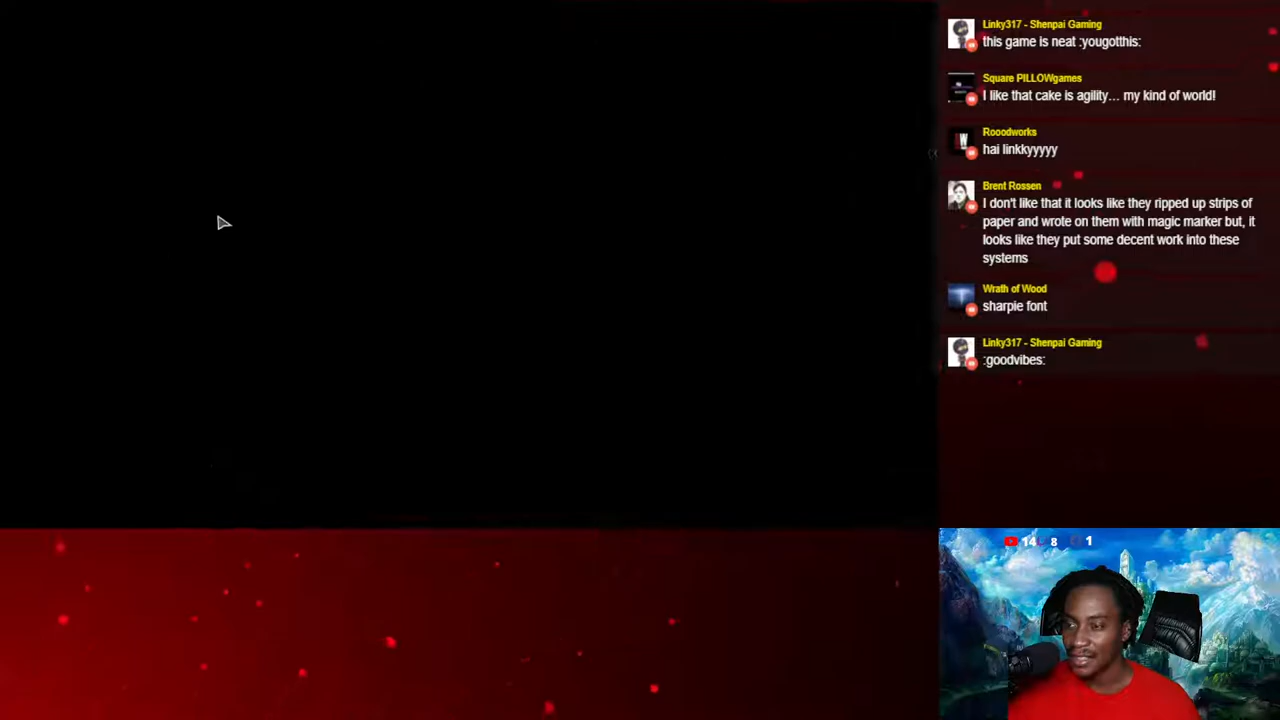 Linky317 - Shenpai Gaming
this game is neat :yougotthis:
Square PILLOWgames
I like that cake is agility... my kind of world!
Rooodworks
hai linkkyyyyy
Brent Rossen
I don't like that it looks like they ripped up strips of
paper and wrote on them with magic marker but, it
looks like they put some decent work into these
systems
Wrath of Wood
sharpie font
Linky317 - Shenpai Gaming
:goodvibes:
14 8 1